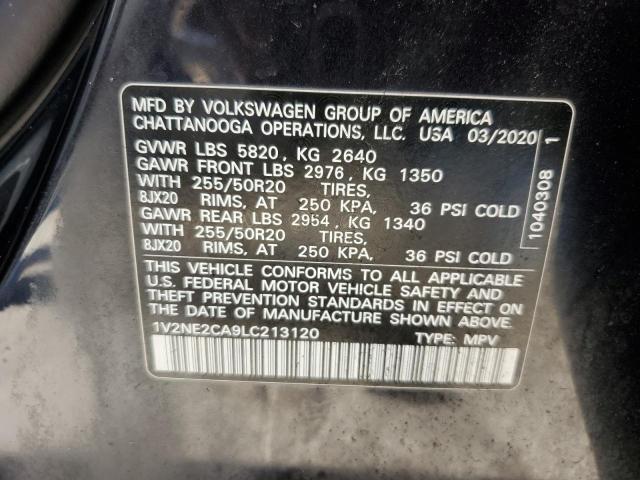 MFD BY VOLKSWAGEN GROUP OF AMERICA
CHATTANOOGA OPERATIONS, LLC. USA 03/2020
GVWR LBS 5820, KG 2640
GAWR FRONT LBS 2976, KG 1350
WITH 255/50R20 TIRES,
8JX20 RIMS, AT 250 KPA, 36 PSI COLD
GAWR REAR LBS 2954, KG 1340
WITH 255/50R20 TIRES,
8JX20 RIMS, AT 250 KPA, 36 PSI COLD
THIS VEHICLE CONFORMS TO ALL APPLICABLE
U.S. FEDERAL MOTOR VEHICLE SAFETY AND
THEFT PREVENTION STANDARDS IN EFFECT ON
THE DATE OF MANUFACTURE SHOWN ABOVE.
1V2NE2CA9LC213120 TYPE: MPV
1040308 1